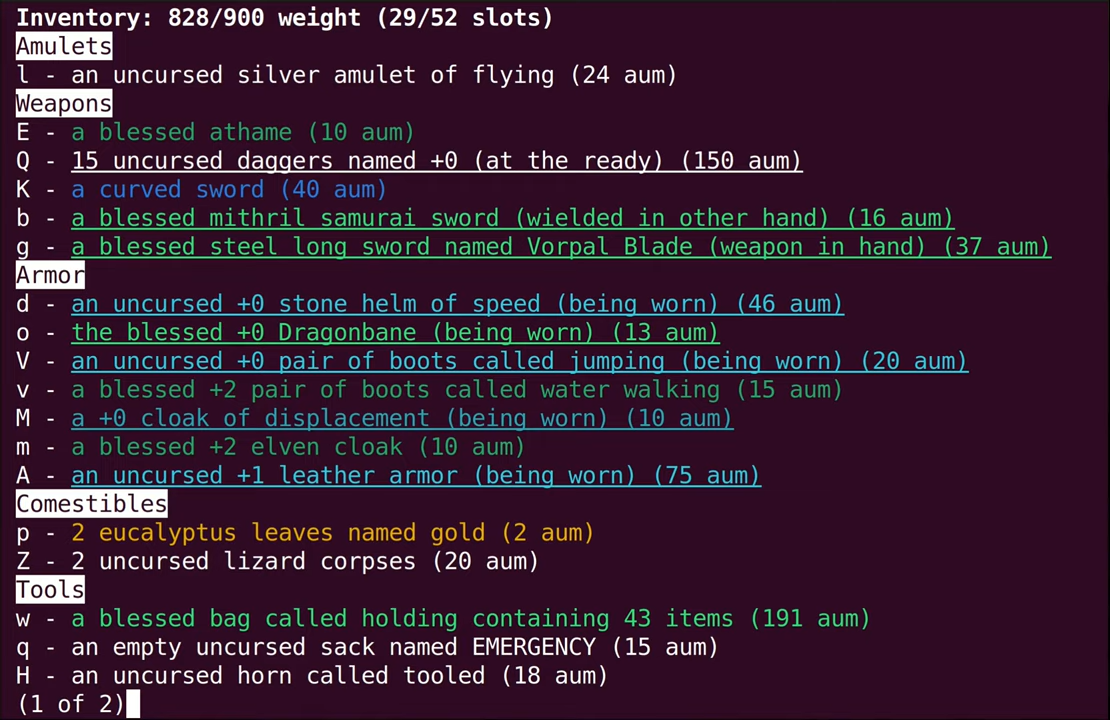 Inventory: 828/900 weight (29/52 slots)
Amulets
l - an uncursed silver amulet of flying (24 aum)
Weapons
E - a blessed athame (10 aum)
Q - 15 uncursed daggers named +0 (at the ready) (150 aum)
K - a curved sword (40 aum)
b - a blessed mithril samurai sword (wielded in other hand) (16 aum)
g - a blessed steel long sword named Vorpal Blade (weapon in hand) (37 aum)
Armor
d - an uncursed +0 stone helm of speed (being worn) (46 aum)
o - the blessed +0 Dragonbane (being worn) (13 aum)
V - an uncursed +0 pair of boots called jumping (being worn) (20 aum)
v - a blessed +2 pair of boots called water walking (15 aum)
M - a +0 cloak of displacement (being worn) (10 aum)
m - a blessed +2 elven cloak (10 aum)
A - an uncursed +1 leather armor (being worn) (75 aum)
Comestibles
p - 2 eucalyptus leaves named gold (2 aum)
Z - 2 uncursed lizard corpses (20 aum)
Tools
w - a blessed bag called holding containing 43 items (191 aum)
q - an empty uncursed sack named EMERGENCY (15 aum)
H - an uncursed horn called tooled (18 aum)
(1 of 2)